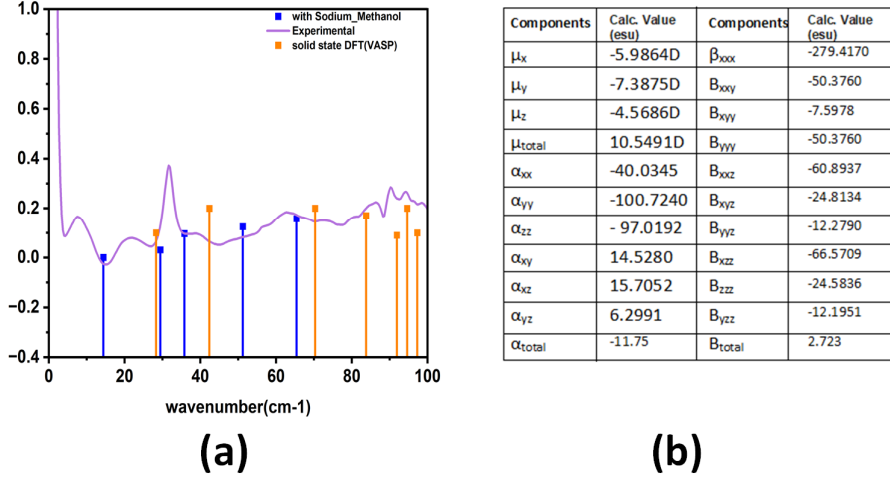 with Sodium_Methanol
Experimental
solid state DFT(VASP)
1.0
0.8
0.6
0.4
0.2
0.0
−0.2
−0.4
0 20 40 60 80 100
wavenumber(cm-1)
(a)
Components Calc. Value (esu) Components Calc. Value (esu)
μx -5.9864D βxxx -279.4170
μy -7.3875D Bxxy -50.3760
μz -4.5686D Bxyy -7.5978
μtotal 10.5491D Byyy -50.3760
αxx -40.0345 Bxxz -60.8937
αyy -100.7240 Bxyz -24.8134
αzz - 97.0192 Byyz -12.2790
αxy 14.5280 Bxzz -66.5709
αxz 15.7052 Bzzz -24.5836
αyz 6.2991 Byzz -12.1951
αtotal -11.75 Btotal 2.723
(b)